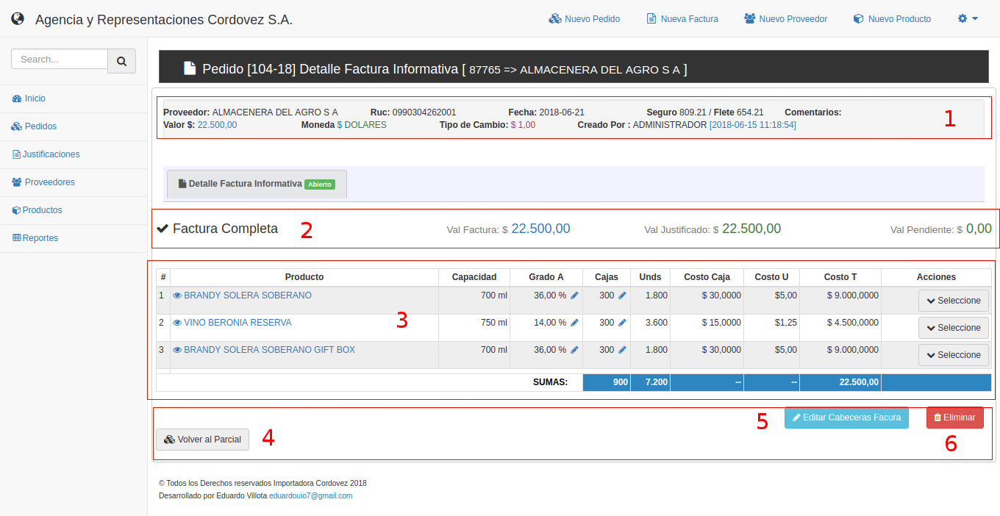 Agencia y Representaciones Cordovez S.A.
Nuevo Pedido Nueva Factura Nuevo Proveedor Nuevo Producto
Search...
Inicio
Pedidos
Justificaciones
Proveedores
Productos
Reportes
Pedido [104-18] Detalle Factura Informativa [ 87765 => ALMACENERA DEL AGRO S A ]
Proveedor: ALMACENERA DEL AGRO S A Ruc: 0990304262001 Fecha: 2018-06-21 Seguro 809.21 / Flete 654.21 Comentarios:
Valor $: 22.500,00 Moneda $ DOLARES Tipo de Cambio: $ 1,00 Creado Por : ADMINISTRADOR [2018-06-15 11:18:54]
1
Detalle Factura Informativa Abierto
Factura Completa 2 Val Factura: $ 22.500,00 Val Justificado: $ 22.500,00 Val Pendiente: $ 0,00
# Producto Capacidad Grado A Cajas Unds Costo Caja Costo U Costo T Acciones
1 BRANDY SOLERA SOBERANO 700 ml 36,00 % 300 1.800 $ 30,0000 $5,00 $ 9.000,0000 Seleccione
2 VINO BERONIA RESERVA 750 ml 14,00 % 300 3.600 $ 15,0000 $1,25 $ 4.500,0000 Seleccione
3
3 BRANDY SOLERA SOBERANO GIFT BOX 700 ml 36,00 % 300 1.800 $ 30,0000 $5,00 $ 9.000,0000 Seleccione
SUMAS: 900 7.200 -- -- 22.500,00
5 Editar Cabeceras Facura Eliminar
Volver al Parcial 4 6
© Todos los Derechos reservados Importadora Cordovez 2018
Desarrollado por Eduardo Villota eduardouio7@gmail.com